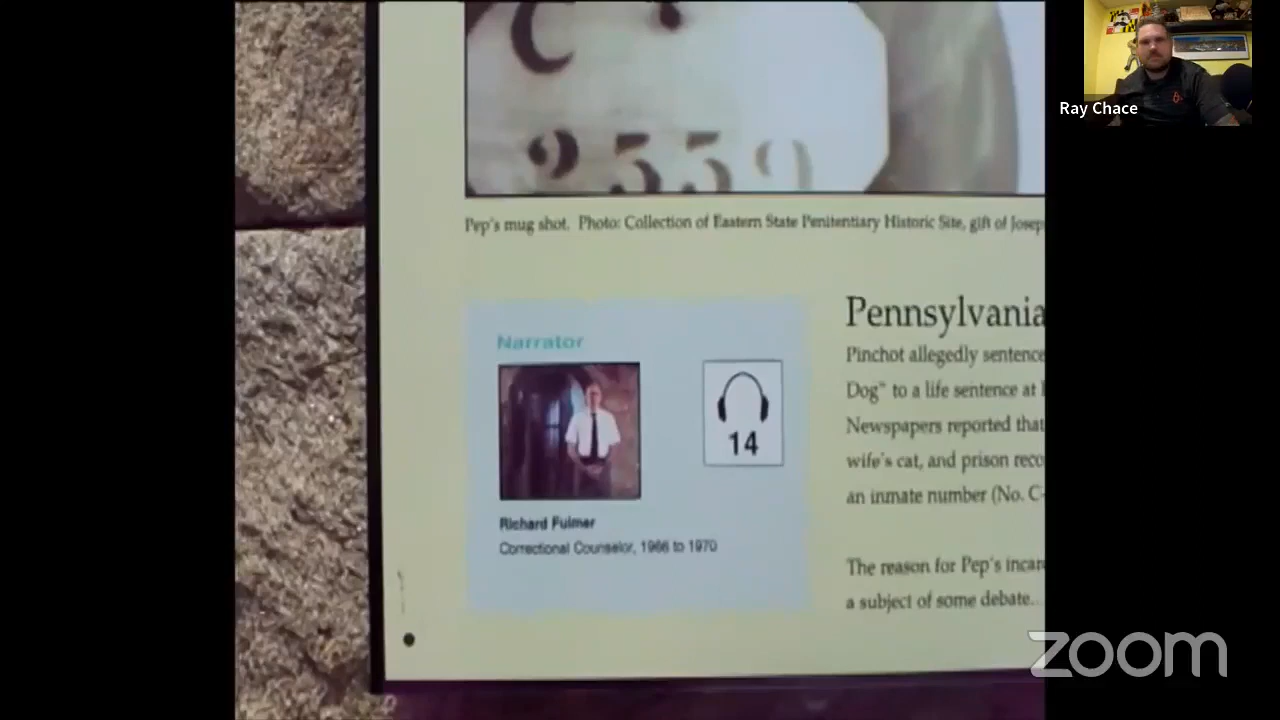 C
2559
Ray Chace
Pep's mug shot. Photo: Collection of Eastern State Penitentiary Historic Site, gift of Josep
Narrator
14
Richard Fulmer
Correctional Counselor, 1966 to 1970
Pennsylvania
Pinchot allegedly sentence
Dog" to a life sentence at
Newspapers reported that
wife's cat, and prison reco
an inmate number (No. C-
The reason for Pep's incar
a subject of some debate..
zoom